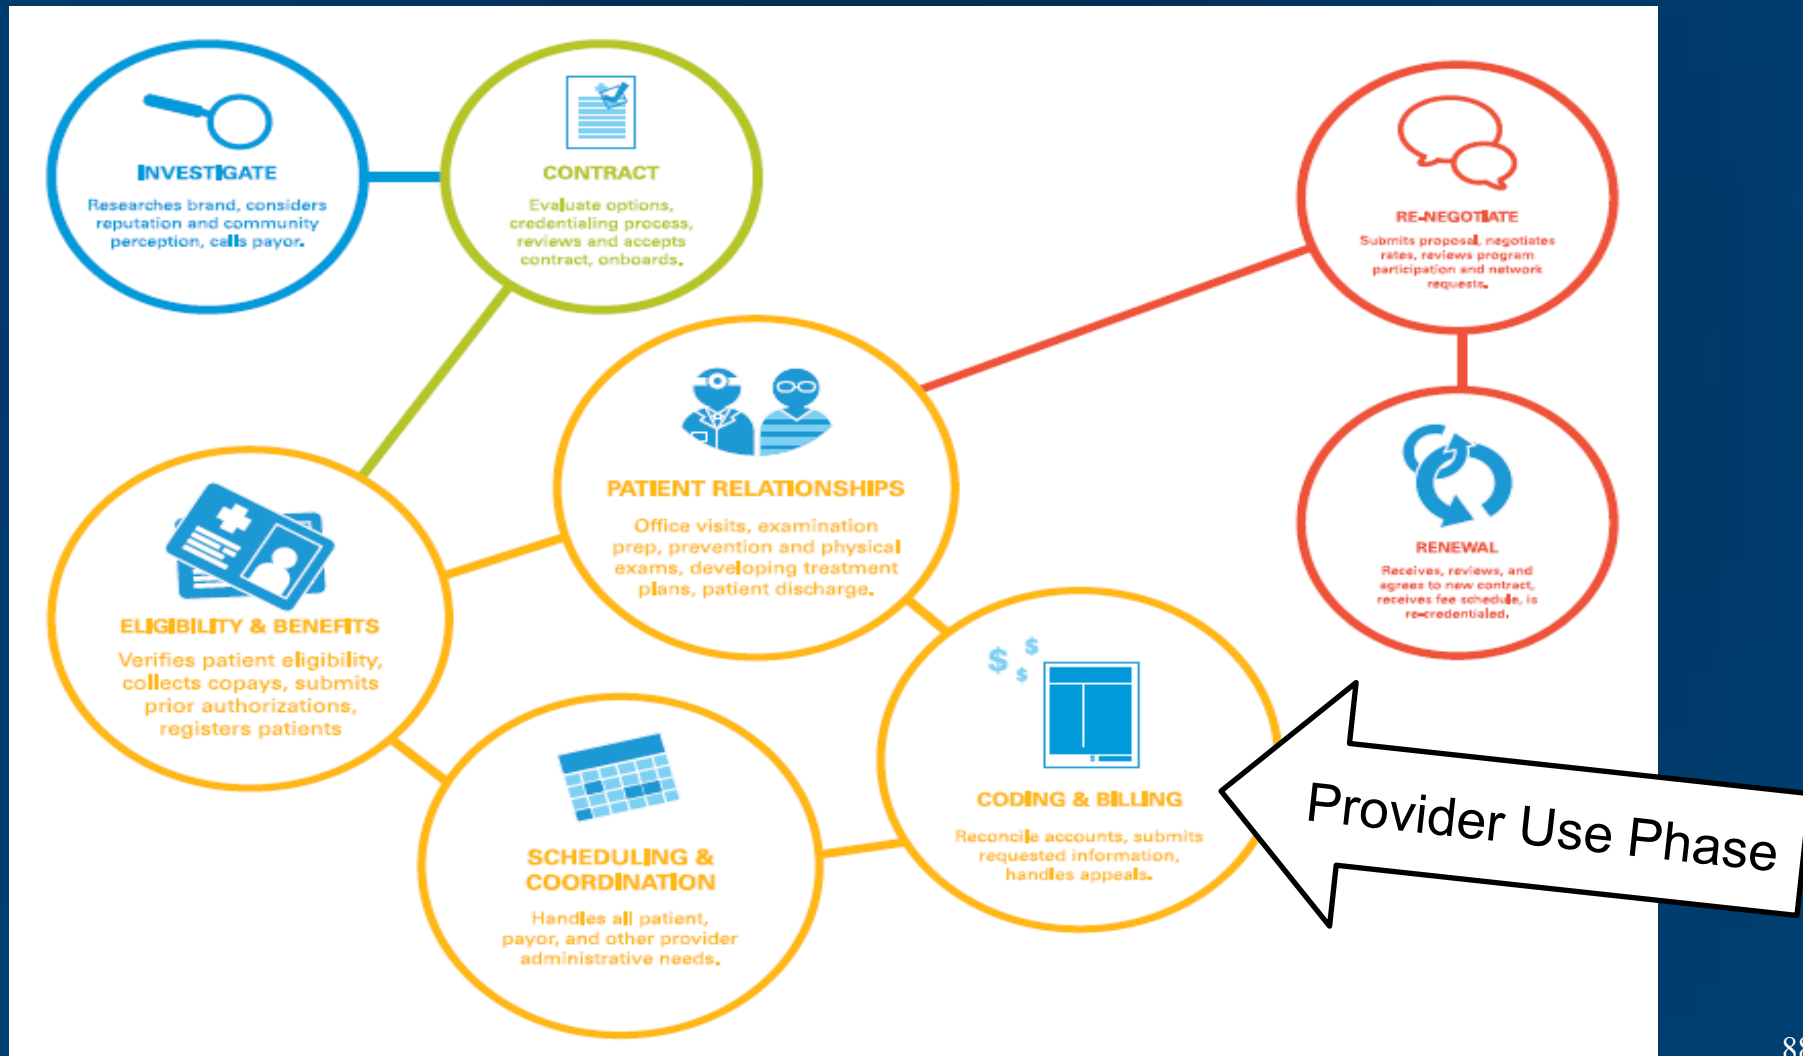 INVESTIGATE
Researches brand, considers
reputation and community
perception, calls payor.
CONTRACT
Evaluate options,
credentialing process,
reviews and accepts
contract, onboards.
RE-NEGOTIATE
Submits proposal, negotiates
rates, reviews program
participation and network
requests.
PATIENT RELATIONSHIPS
Office visits, examination
prep, prevention and physical
exams, developing treatment
plans, patient discharge.
RENEWAL
Receives, reviews, and
agrees to new contract,
receives fee schedule, is
re-credentialed.
ELIGIBILITY & BENEFITS
Verifies patient eligibility,
collects copays, submits
prior authorizations,
registers patients
$ $
$
CODING & BILLING
Reconcile accounts, submits
requested information,
handles appeals.
Provider Use Phase
SCHEDULING &
COORDINATION
Handles all patient,
payor, and other provider
administrative needs.